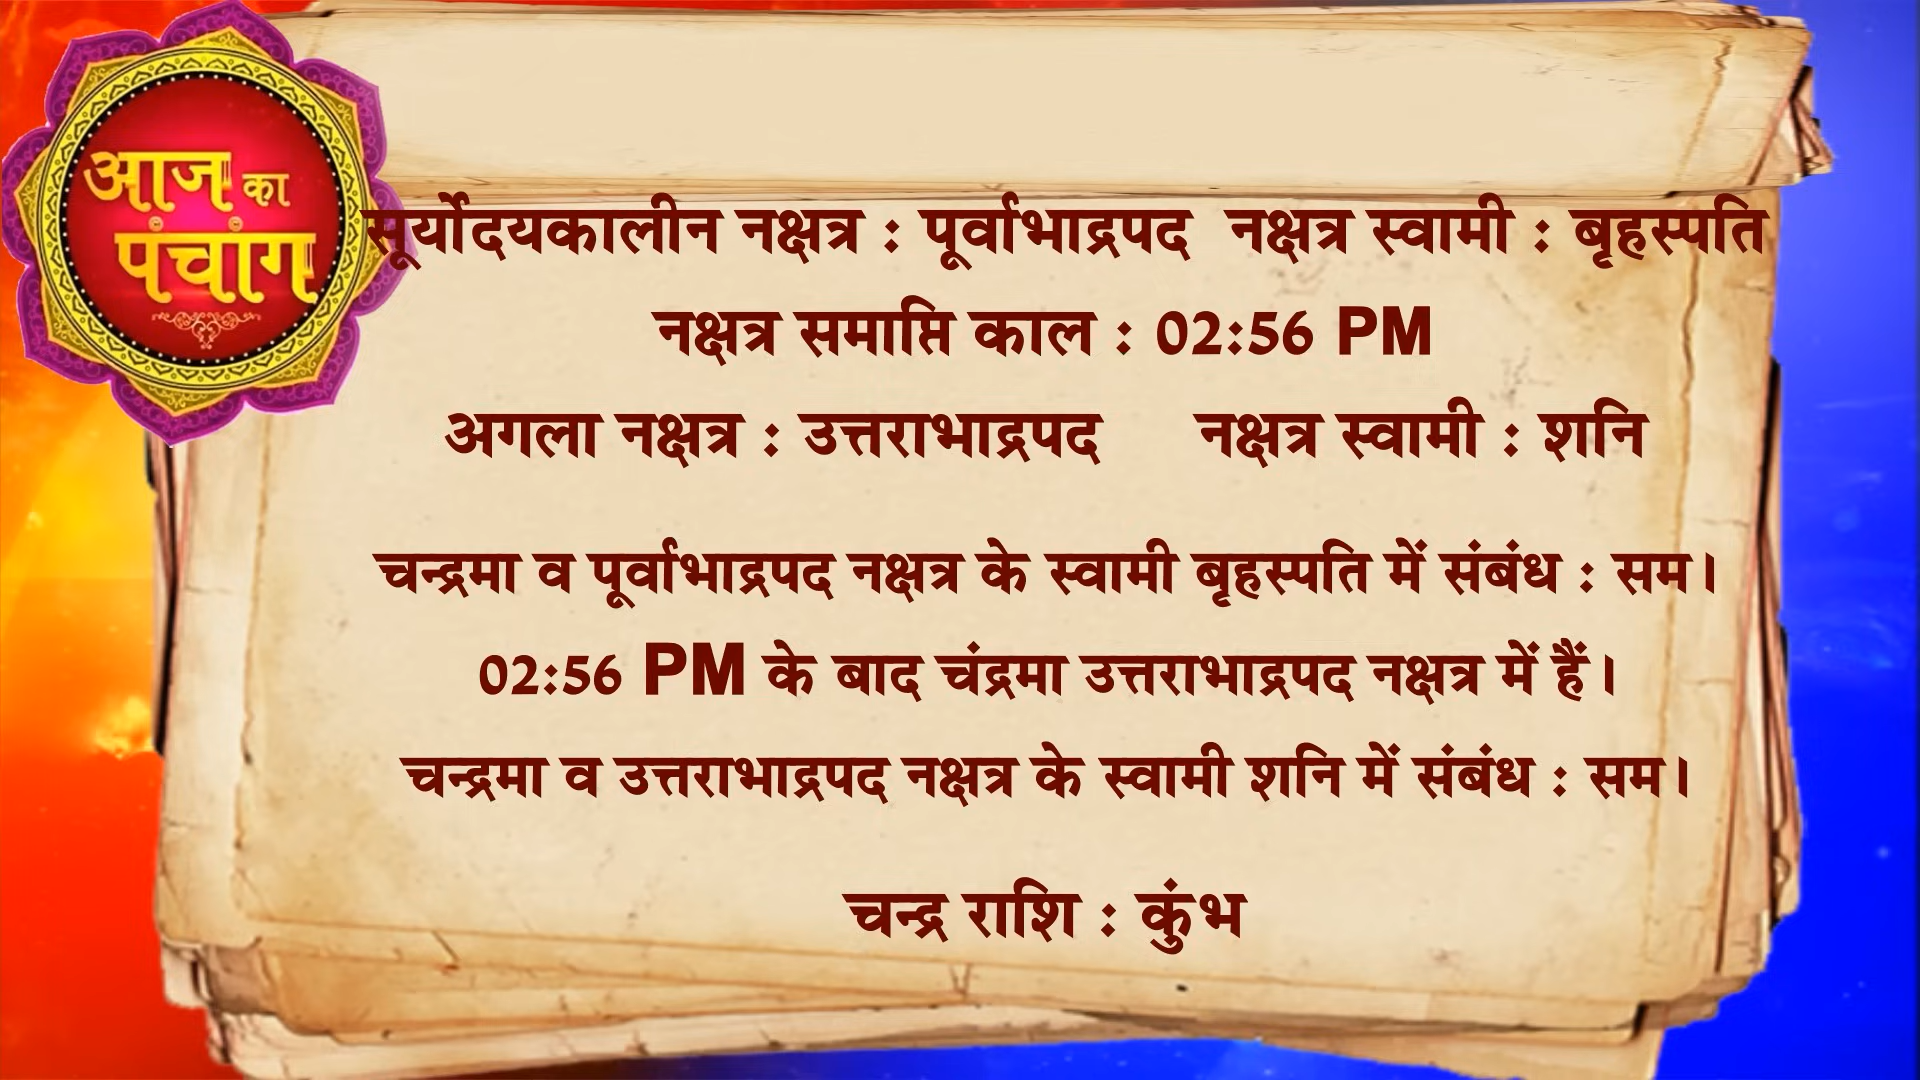 आज का
पंचांग
सूर्योदयकालीन नक्षत्र : पूर्वाभाद्रपद नक्षत्र स्वामी : बृहस्पति
नक्षत्र समाप्ति काल : 02:56 PM
अगला नक्षत्र : उत्तराभाद्रपद नक्षत्र स्वामी : शनि
चन्द्रमा व पूर्वाभाद्रपद नक्षत्र के स्वामी बृहस्पति में संबंध : सम।
02:56 PM के बाद चंद्रमा उत्तराभाद्रपद नक्षत्र में हैं।
चन्द्रमा व उत्तराभाद्रपद नक्षत्र के स्वामी शनि में संबंध : सम।
चन्द्र राशि : कुंभ